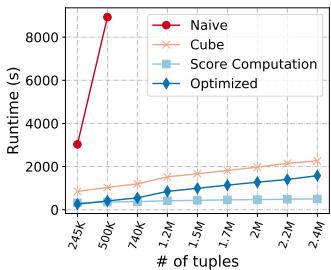 Naive
Cube
Score Computation
Optimized
Runtime (s)
8000
6000
4000
2000
0
245K 500K 740K 1.2M 1.5M 1.7M 2M 2.2M 2.4M
# of tuples